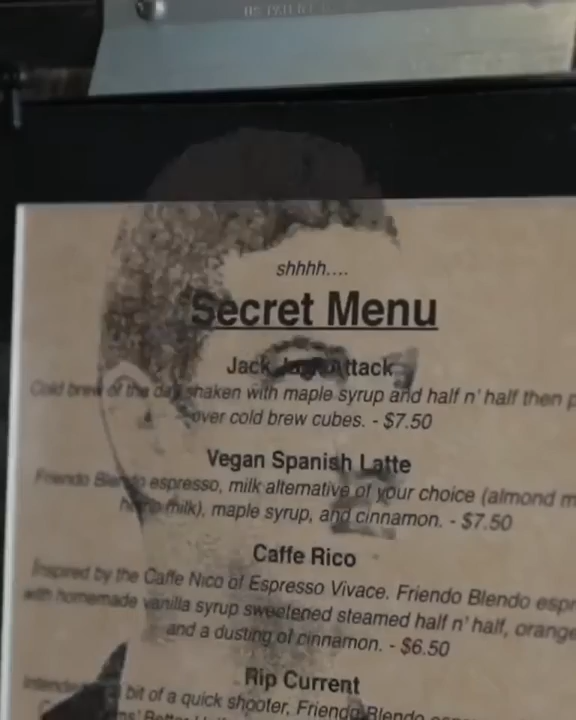 US PATENT
shhhh....
Secret Menu
Jack Attack
Cold brew of the day shaken with maple syrup and half n' half then
over cold brew cubes. - $7.50
Vegan Spanish Latte
Friendo Blendo espresso, milk alternative of your choice (almond
milk), maple syrup, and cinnamon. - $7.50
Caffe Rico
Inspired by the Caffe Nico of Espresso Vivace. Friendo Blendo
with homemade vanilla syrup sweetened steamed half n' half, orange
and a dusting of cinnamon. - $6.50
Rip Current
bit of a quick shooter, Friendo Blendo